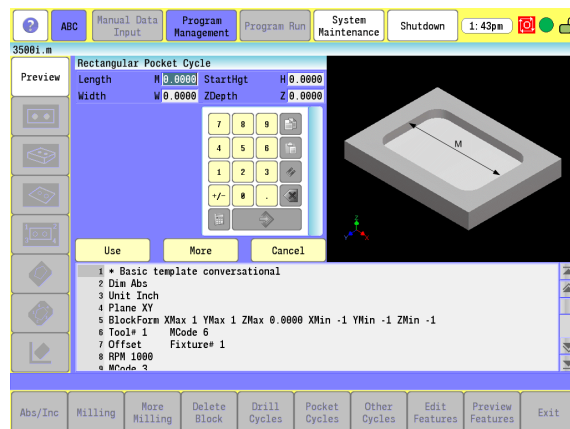 ? ABC Manual Data Input Program Management Program Run System Maintenance Shutdown 1:43pm
3500i.m
Rectangular Pocket Cycle
Preview
Length M 0.0000 StartHgt H 0.0000
Width W 0.0000 ZDepth Z 0.0000
M
7 8 9
4 5 6
1 2 3
+/- 0 .
Z
Y X
Use More Cancel
1 * Basic template conversational
2 Dim Abs
3 Unit Inch
4 Plane XY
5 BlockForm XMax 1 YMax 1 ZMax 0.0000 XMin -1 YMin -1 ZMin -1
6 Tool# 1 MCode 6
7 Offset Fixture# 1
8 RPM 1000
9 MCode 3
Abs/Inc Milling More Milling Delete Block Drill Cycles Pocket Cycles Other Cycles Edit Features Preview Features Exit